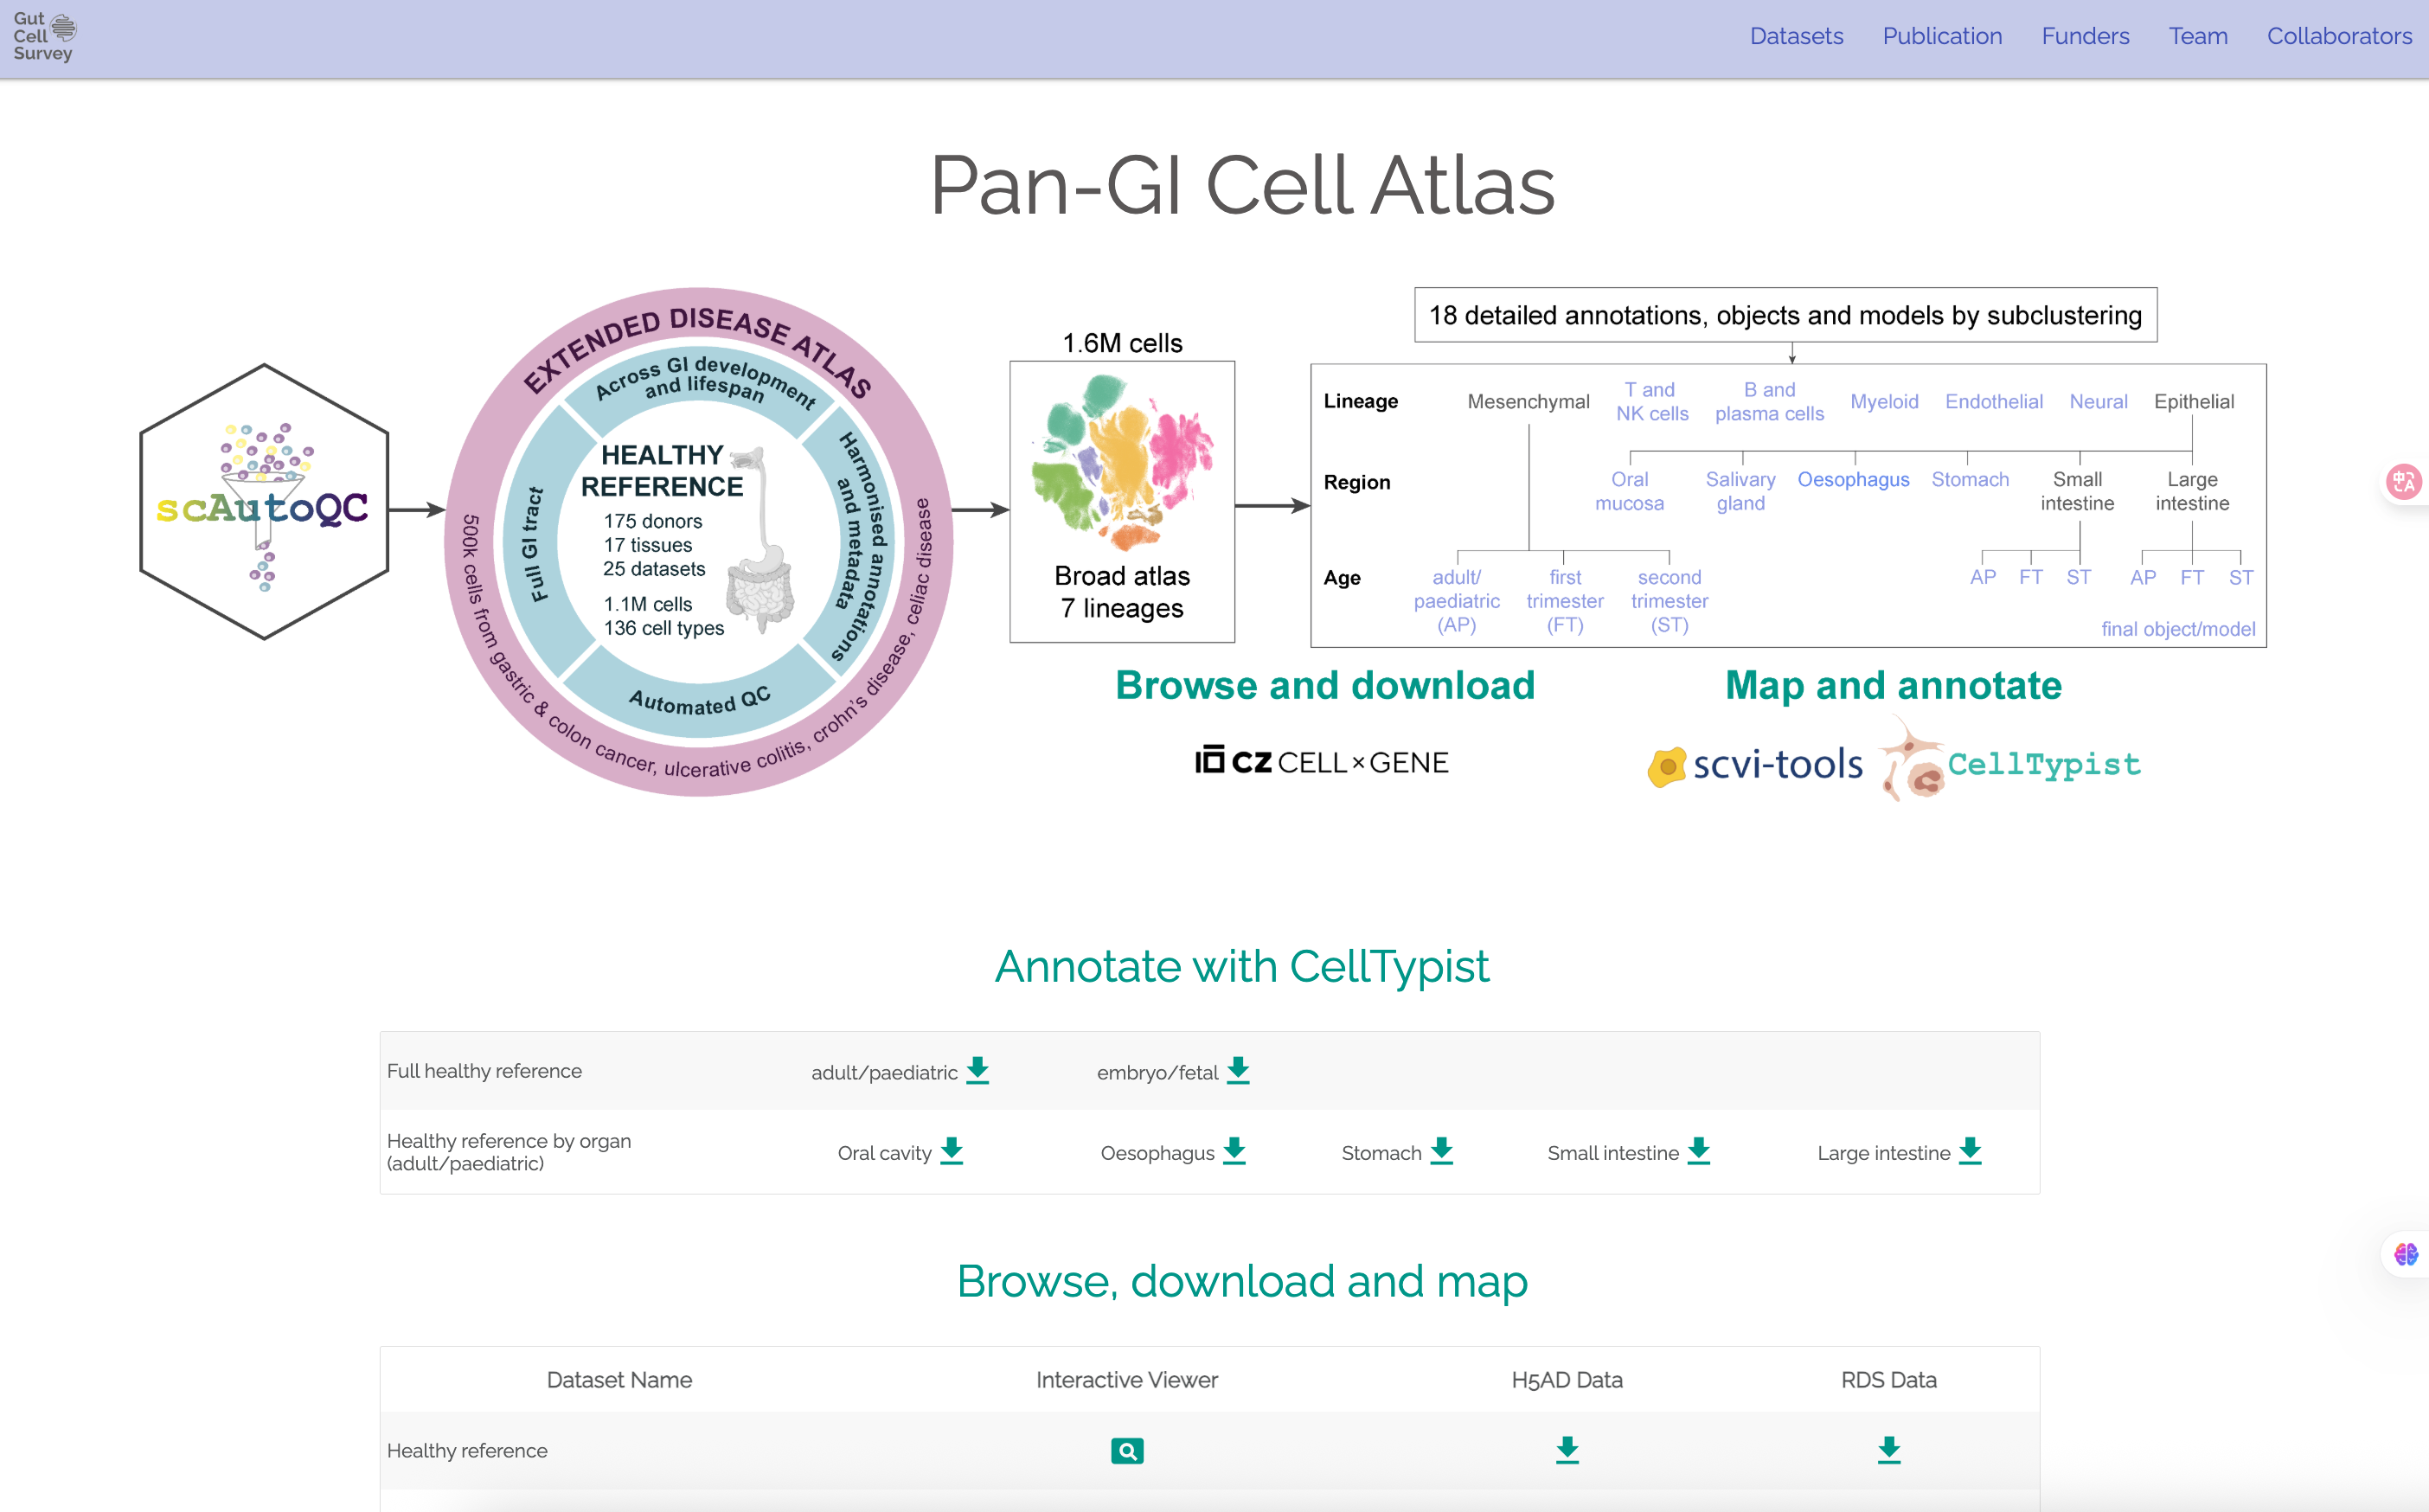 Gut
Cell
Survey
Datasets
Publication
Funders
Team
Collaborators
Pan-GI Cell Atlas
scAutoQC
EXTENDED DISEASE ATLAS
Across GI development
and lifespan
Harmonised annotations
and metadata
Full GI tract
Automated QC
HEALTHY
REFERENCE
175 donors
17 tissues
25 datasets
1.1M cells
136 cell types
500k cells from gastric & colon cancer, ulcerative colitis, crohn's disease, celiac disease
1.6M cells
Broad atlas
7 lineages
18 detailed annotations, objects and models by subclustering
Lineage
Mesenchymal
T and
NK cells
B and
plasma cells
Myeloid
Endothelial
Neural
Epithelial
Region
Oral
mucosa
Salivary
gland
Oesophagus
Stomach
Small
intestine
Large
intestine
Age
adult/
paediatric
(AP)
first
trimester
(FT)
second
trimester
(ST)
AP
FT
ST
AP
FT
ST
final object/model
Browse and download
CZ CELL×GENE
Map and annotate
scvi-tools
CellTypist
中A
Annotate with CellTypist
Full healthy reference
adult/paediatric
embryo/fetal
Healthy reference by organ
(adult/paediatric)
Oral cavity
Oesophagus
Stomach
Small intestine
Large intestine
Browse, download and map
Dataset Name
Interactive Viewer
H5AD Data
RDS Data
Healthy reference